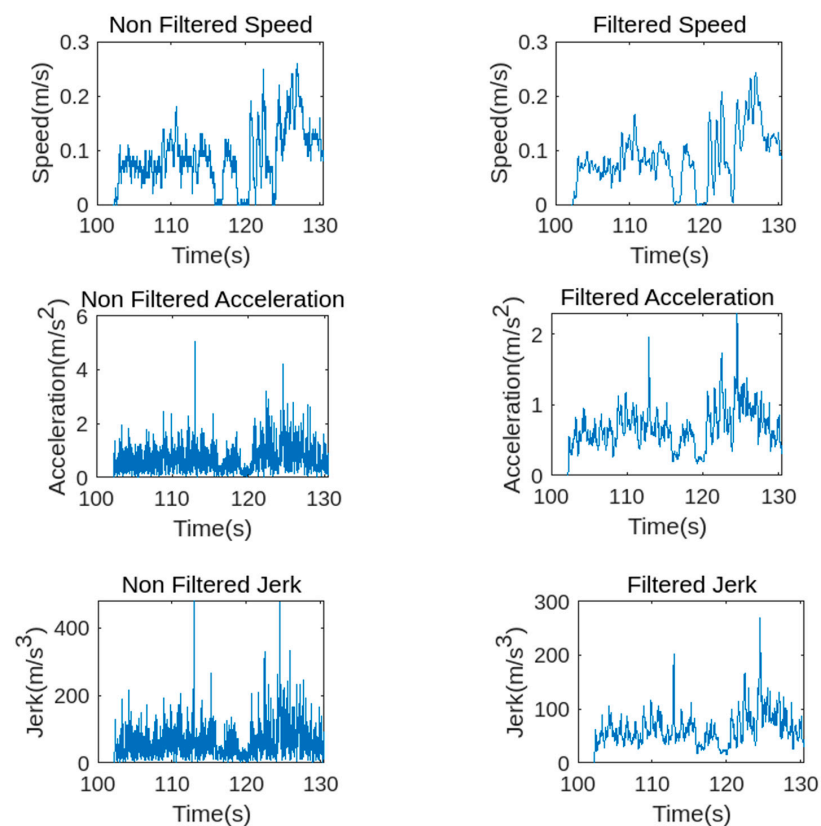 Non Filtered Speed
Speed(m/s)
0.3
0.2
0.1
0
100 110 120 130
Time(s)
Filtered Speed
Speed(m/s)
0.3
0.2
0.1
0
100 110 120 130
Time(s)
Non Filtered Acceleration
Acceleration(m/s²)
6
4
2
0
100 110 120 130
Time(s)
Filtered Acceleration
Acceleration(m/s²)
2
1
0
100 110 120 130
Time(s)
Non Filtered Jerk
Jerk(m/s³)
400
200
0
100 110 120 130
Time(s)
Filtered Jerk
Jerk(m/s³)
300
200
100
0
100 110 120 130
Time(s)